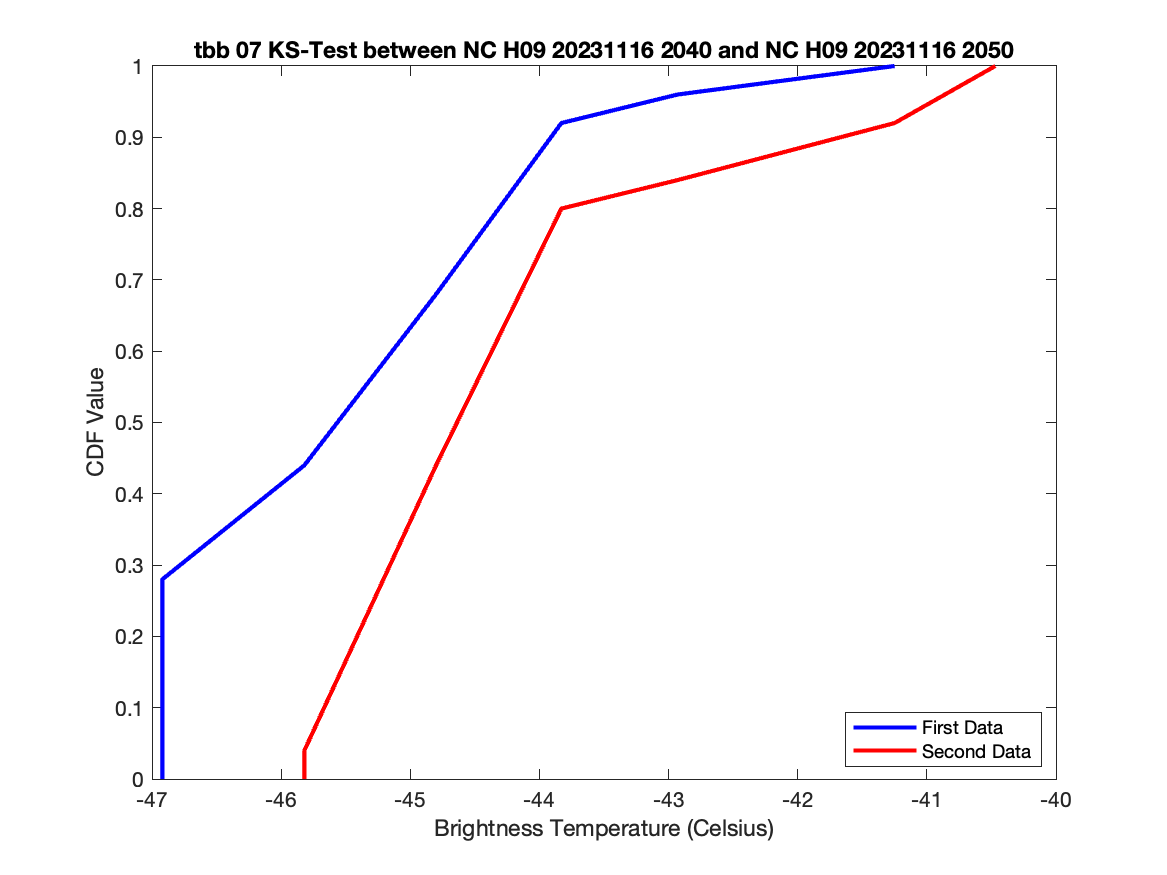 tbb 07 KS-Test between NC H09 20231116 2040 and NC H09 20231116 2050
1
0.9
0.8
0.7
0.6
0.5
0.4
0.3
0.2
0.1
0
CDF Value
-47 -46 -45 -44 -43 -42 -41 -40
Brightness Temperature (Celsius)
First Data
Second Data